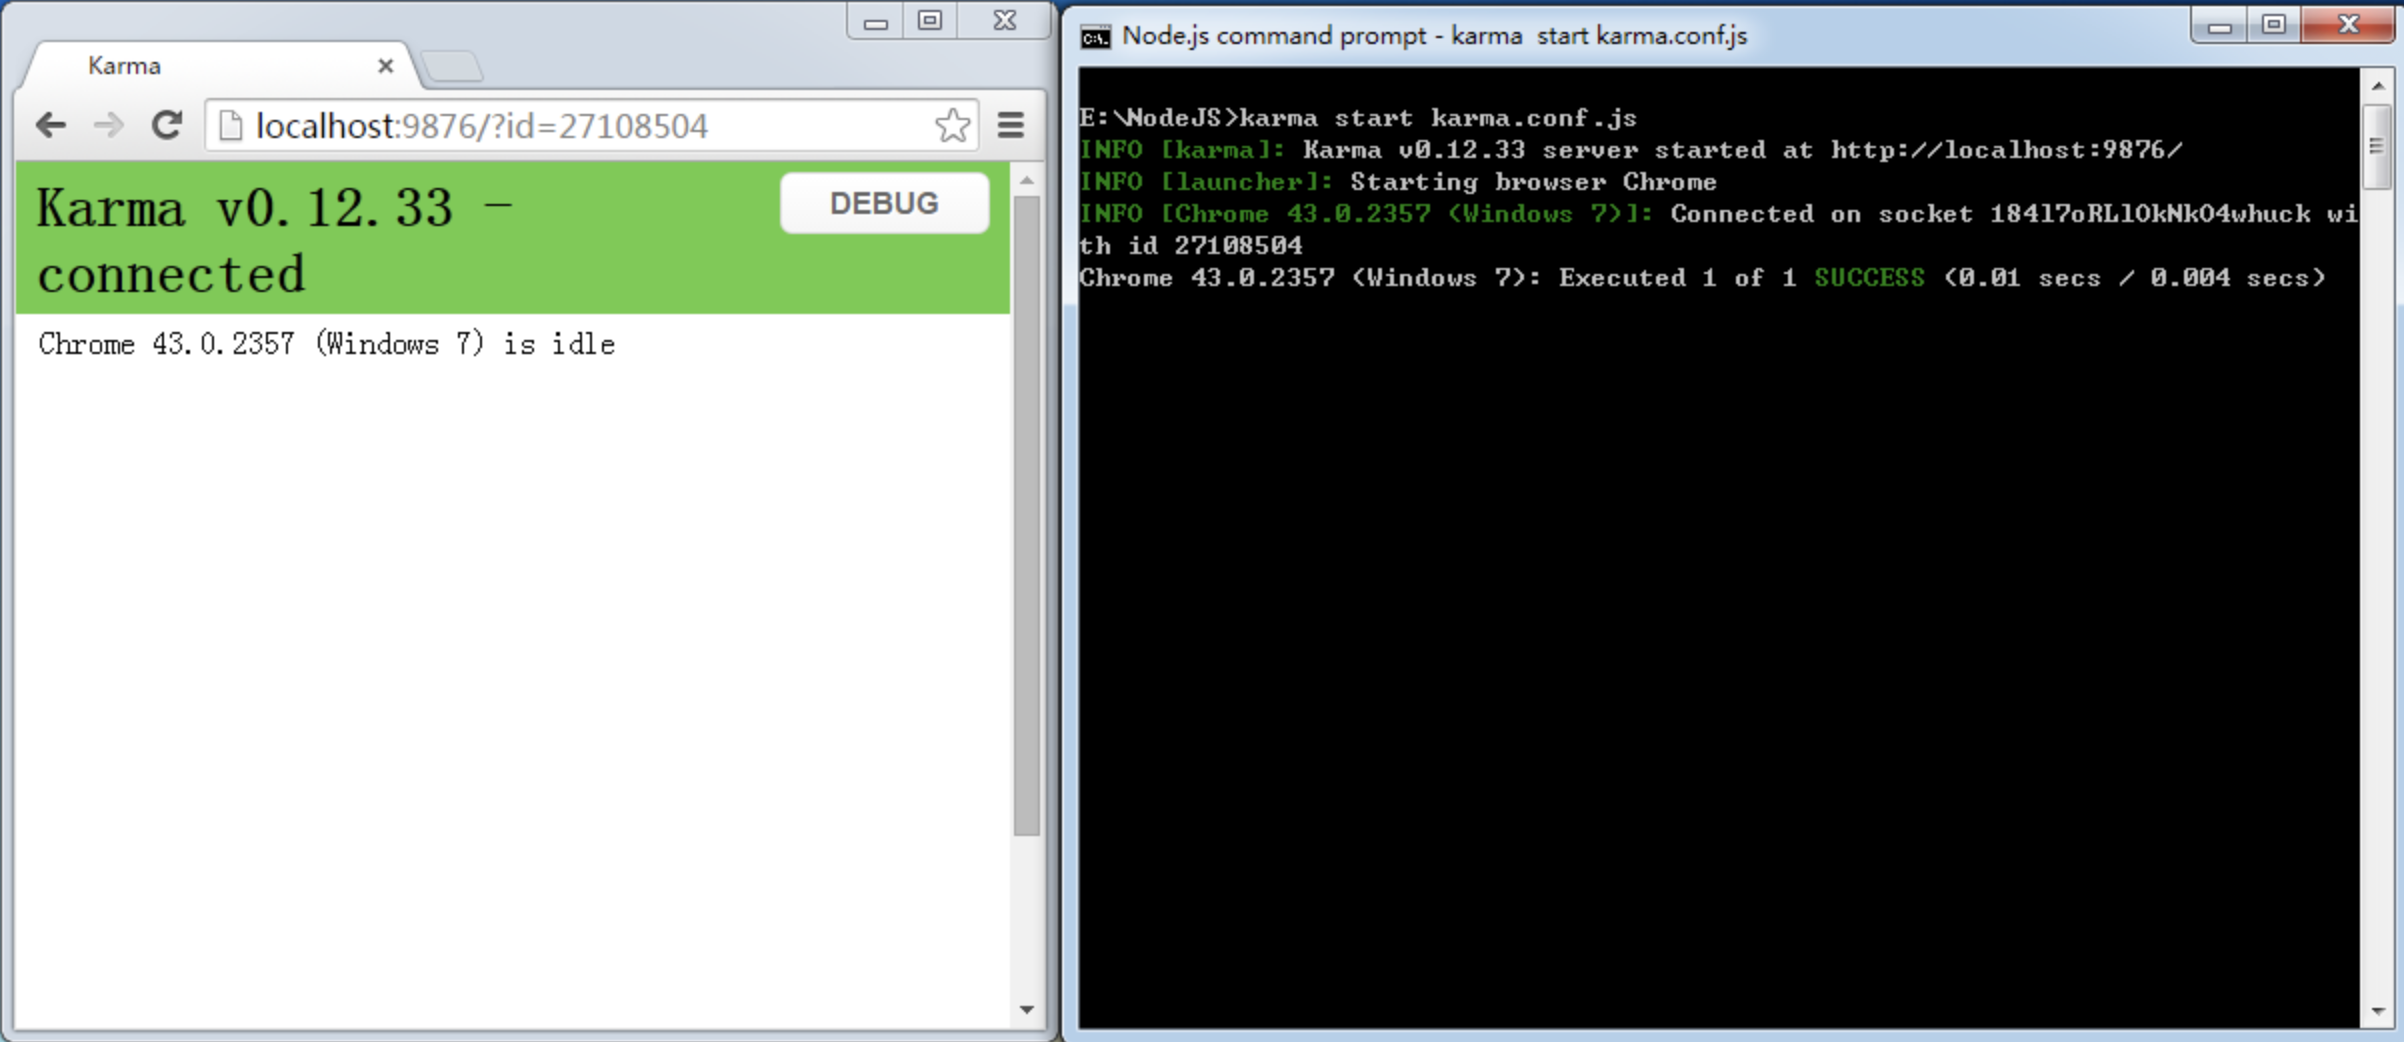 Karma
localhost:9876/?id=27108504
Karma v0.12.33 -
connected
DEBUG
Chrome 43.0.2357 (Windows 7) is idle
Node.js command prompt - karma  start karma.conf.js
E:\NodeJS>karma start karma.conf.js
INFO [karma]: Karma v0.12.33 server started at http://localhost:9876/
INFO [launcher]: Starting browser Chrome
INFO [Chrome 43.0.2357 (Windows 7)]: Connected on socket 184l7oRLlOkNkO4whuck wi
th id 27108504
Chrome 43.0.2357 (Windows 7): Executed 1 of 1 SUCCESS (0.01 secs / 0.004 secs)